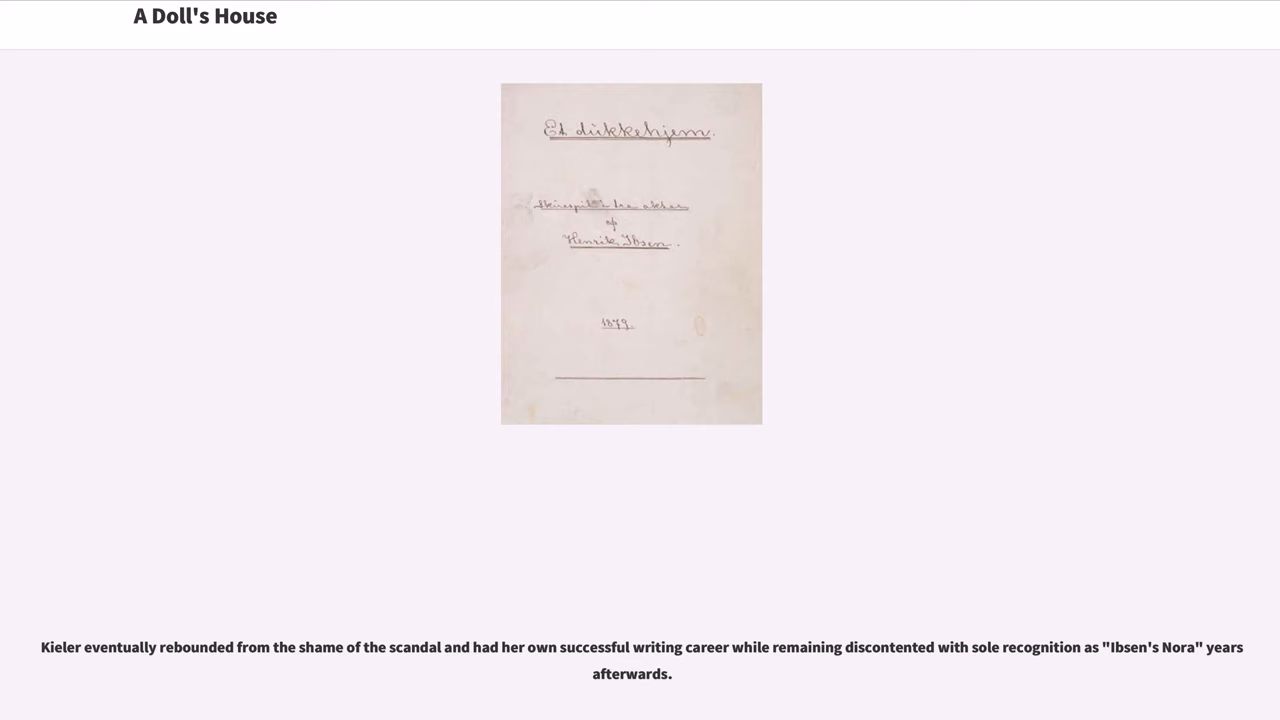 A Doll's House
Et dukkehjem.
Skuespil i tre akter
af
Henrik Ibsen.
1879.
Kieler eventually rebounded from the shame of the scandal and had her own successful writing career while remaining discontented with sole recognition as "Ibsen's Nora" years
afterwards.